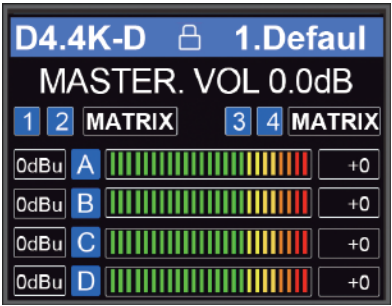 D4.4K-D 1.Defaul
MASTER. VOL 0.0dB
1 2 MATRIX 3 4 MATRIX
0dBu A +0
0dBu B +0
0dBu C +0
0dBu D +0